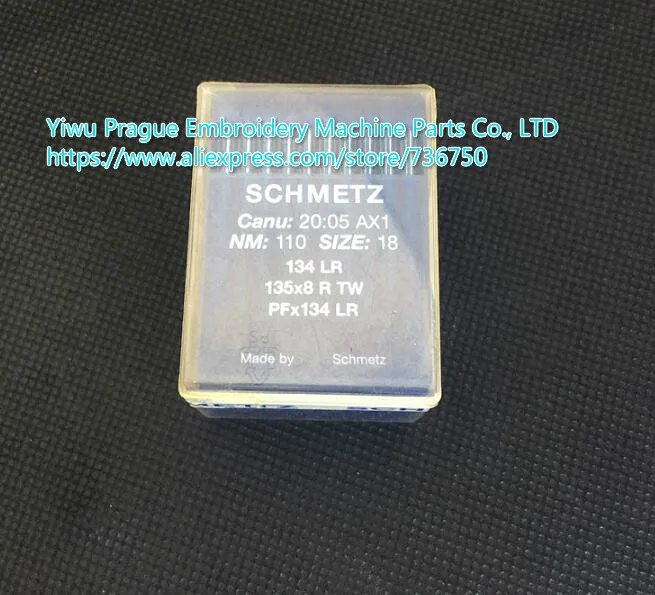 Yiwu Prague Embroidery Machine Parts Co., LTD
https://www.aliexpress.com/store/736750
SCHMETZ
Canu: 20:05 AX1
NM: 110 SIZE: 18
134 LR
135x8 R TW
PFx134 LR
Made by Schmetz